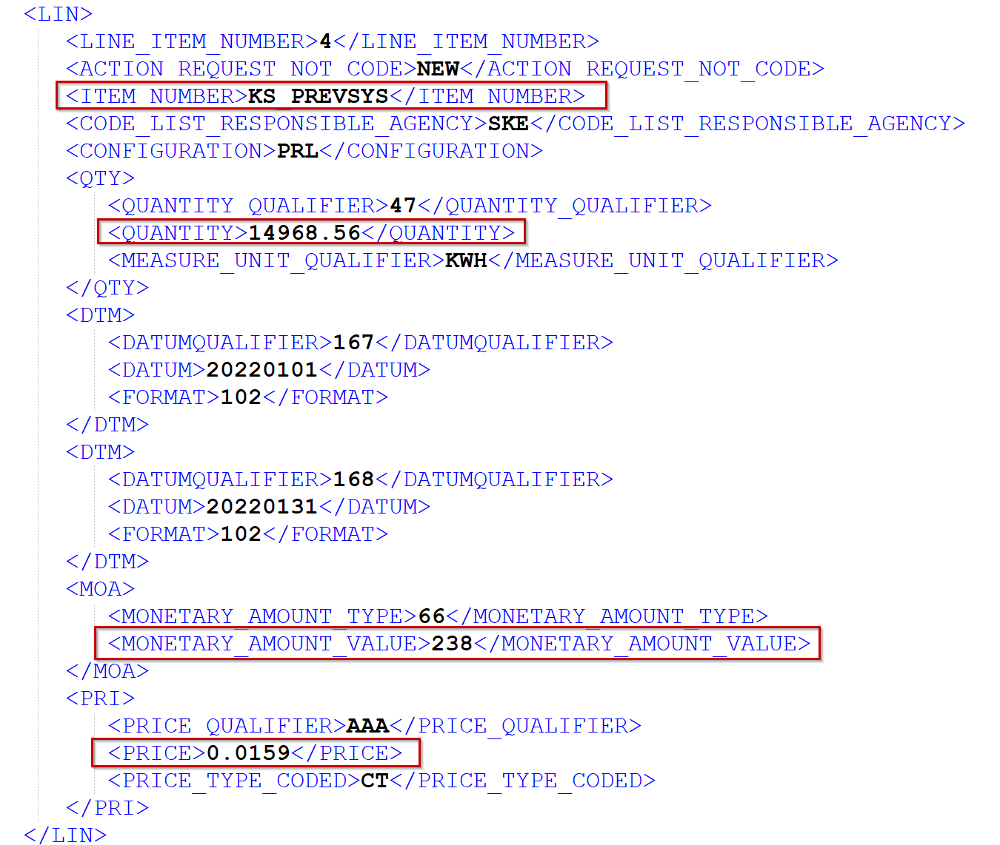 <LIN>
<LINE_ITEM_NUMBER>4</LINE_ITEM_NUMBER>
<ACTION_REQUEST_NOT_CODE>NEW</ACTION_REQUEST_NOT_CODE>
<ITEM_NUMBER>KS_PREVSYS</ITEM_NUMBER>
<CODE_LIST_RESPONSIBLE_AGENCY>SKE</CODE_LIST_RESPONSIBLE_AGENCY>
<CONFIGURATION>PRL</CONFIGURATION>
<QTY>
<QUANTITY_QUALIFIER>47</QUANTITY_QUALIFIER>
<QUANTITY>14968.56</QUANTITY>
<MEASURE_UNIT_QUALIFIER>KWH</MEASURE_UNIT_QUALIFIER>
</QTY>
<DTM>
<DATUMQUALIFIER>167</DATUMQUALIFIER>
<DATUM>20220101</DATUM>
<FORMAT>102</FORMAT>
</DTM>
<DTM>
<DATUMQUALIFIER>168</DATUMQUALIFIER>
<DATUM>20220131</DATUM>
<FORMAT>102</FORMAT>
</DTM>
<MOA>
<MONETARY_AMOUNT_TYPE>66</MONETARY_AMOUNT_TYPE>
<MONETARY_AMOUNT_VALUE>238</MONETARY_AMOUNT_VALUE>
</MOA>
<PRI>
<PRICE_QUALIFIER>AAA</PRICE_QUALIFIER>
<PRICE>0.0159</PRICE>
<PRICE_TYPE_CODED>CT</PRICE_TYPE_CODED>
</PRI>
</LIN>